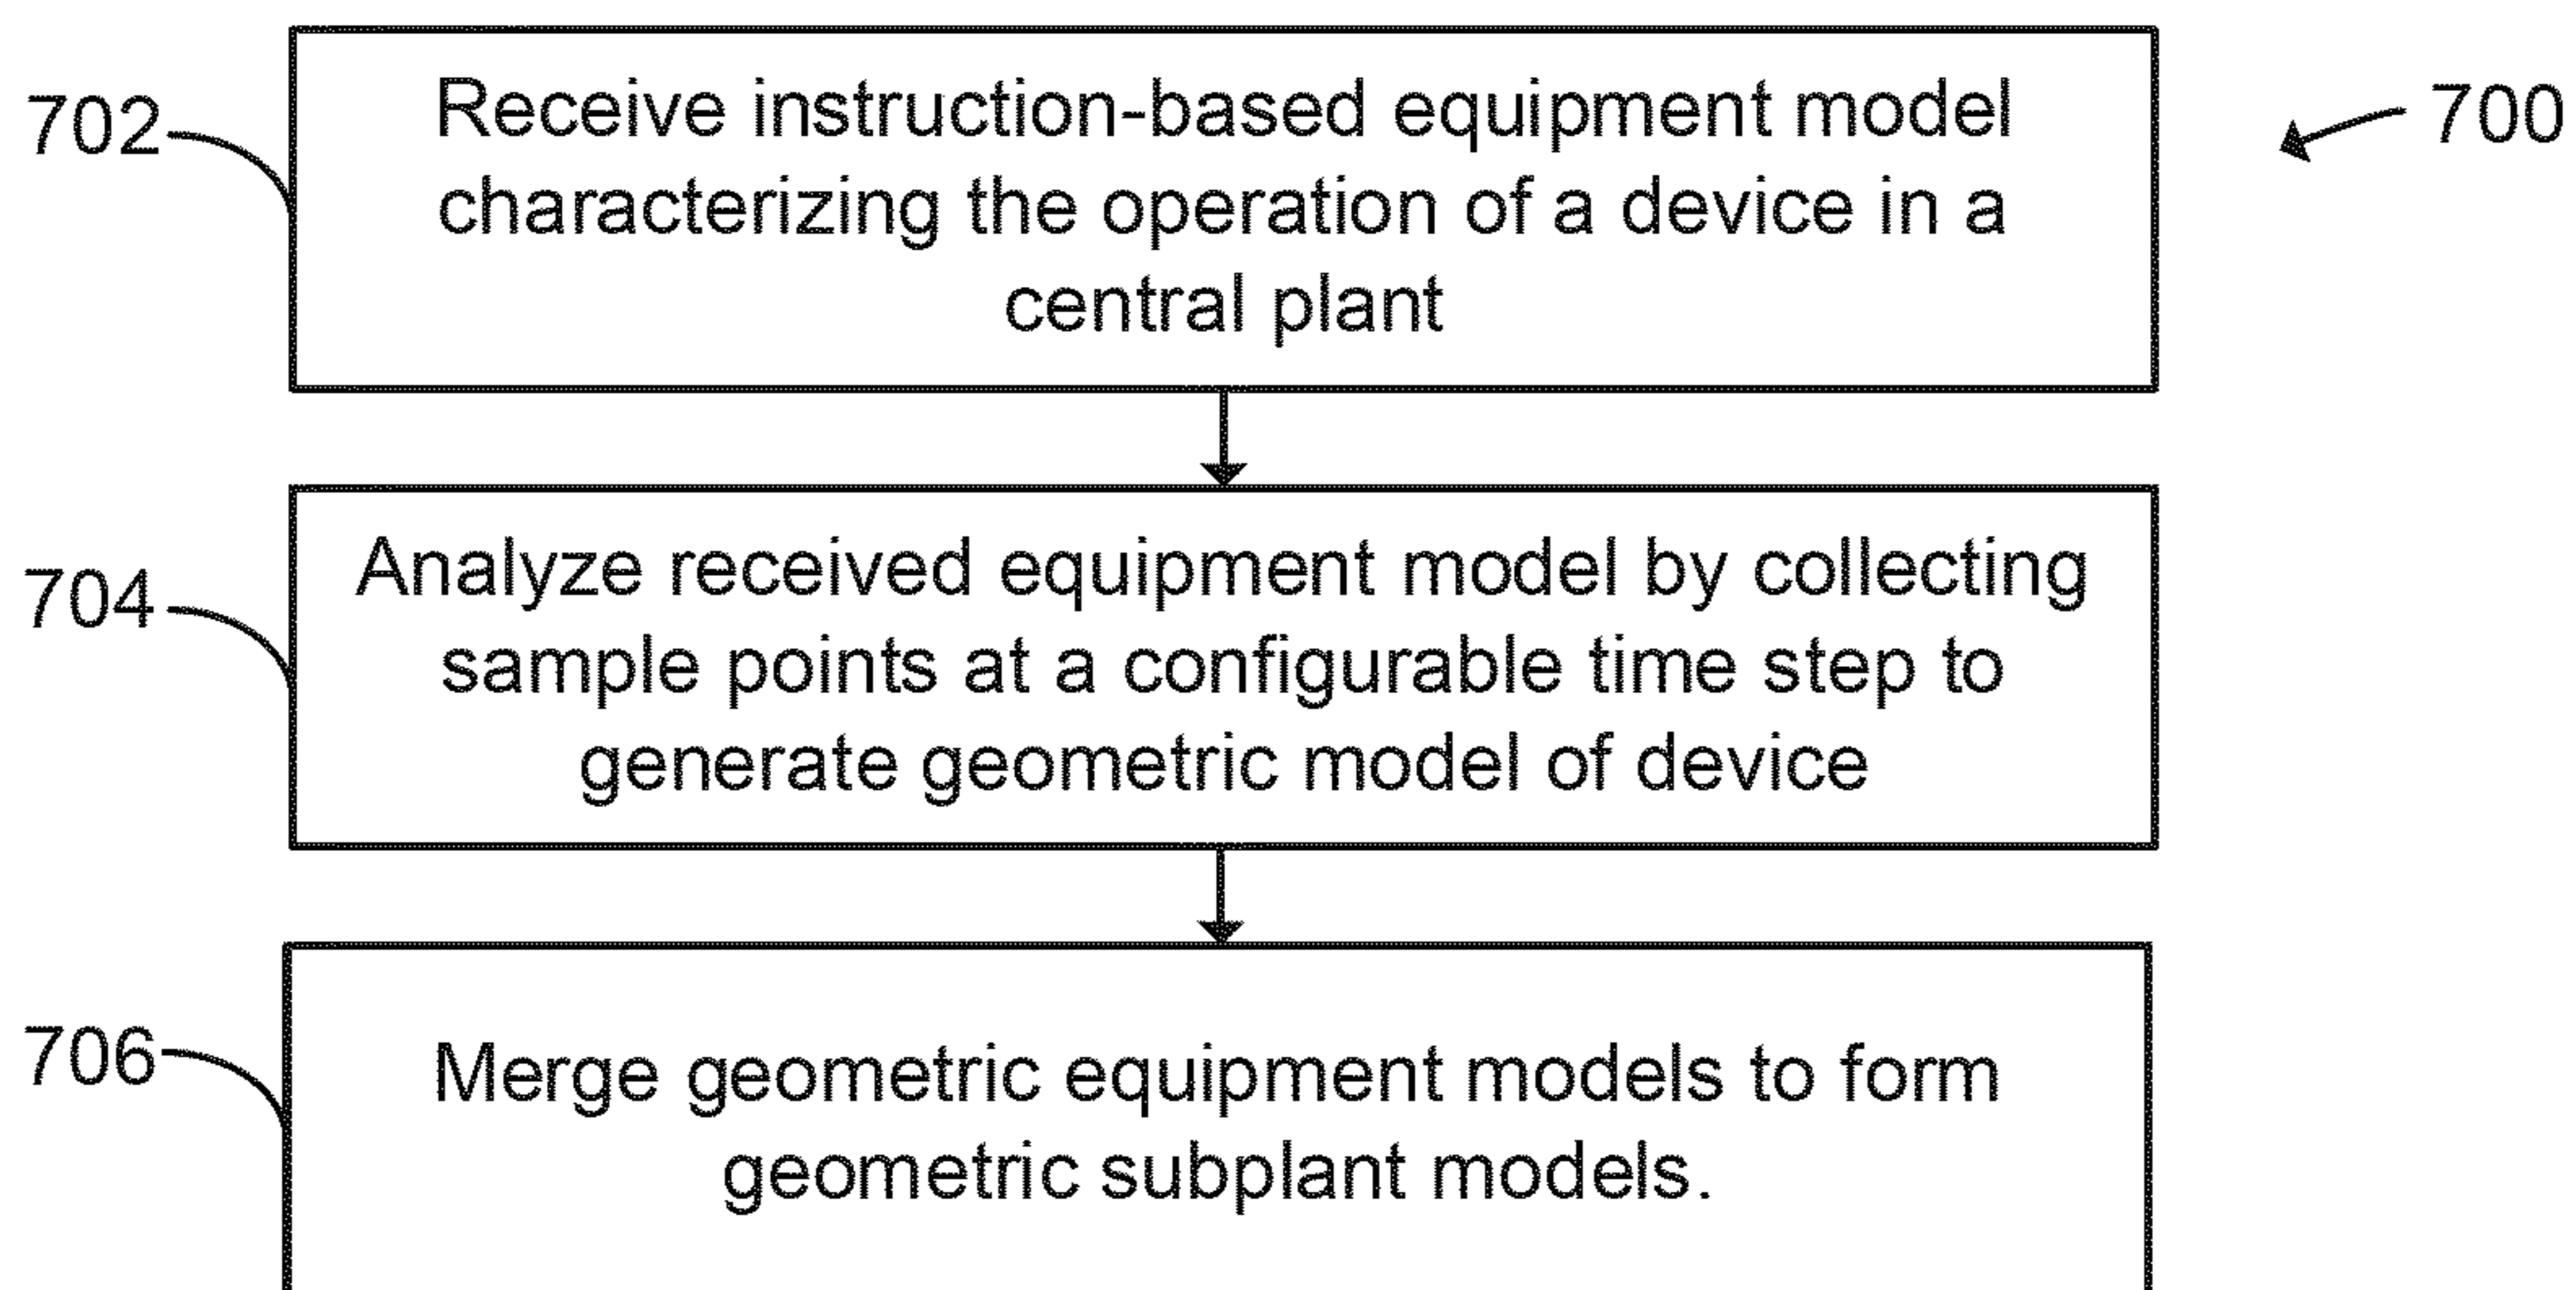 702
Receive instruction-based equipment model
characterizing the operation of a device in a
central plant
700
704
Analyze received equipment model by collecting
sample points at a configurable time step to
generate geometric model of device
706
Merge geometric equipment models to form
geometric subplant models.